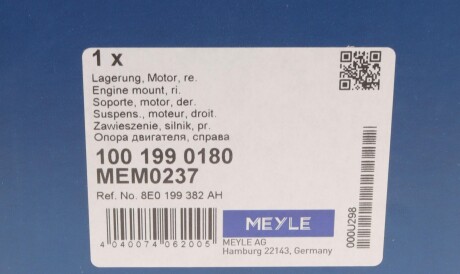 1 x
Lagerung, Motor, re.
Engine mount, ri.
Soporte, motor, der.
Suspens., moteur, droit.
Zawieszenie, silnik, pr.
Опора двигателя, справа
100 199 0180
MEM0237
Ref. No. 8E0 199 382 AH
4 040074 062005
MEYLE
MEYLE AG
Hamburg 22143, Germany
000U298